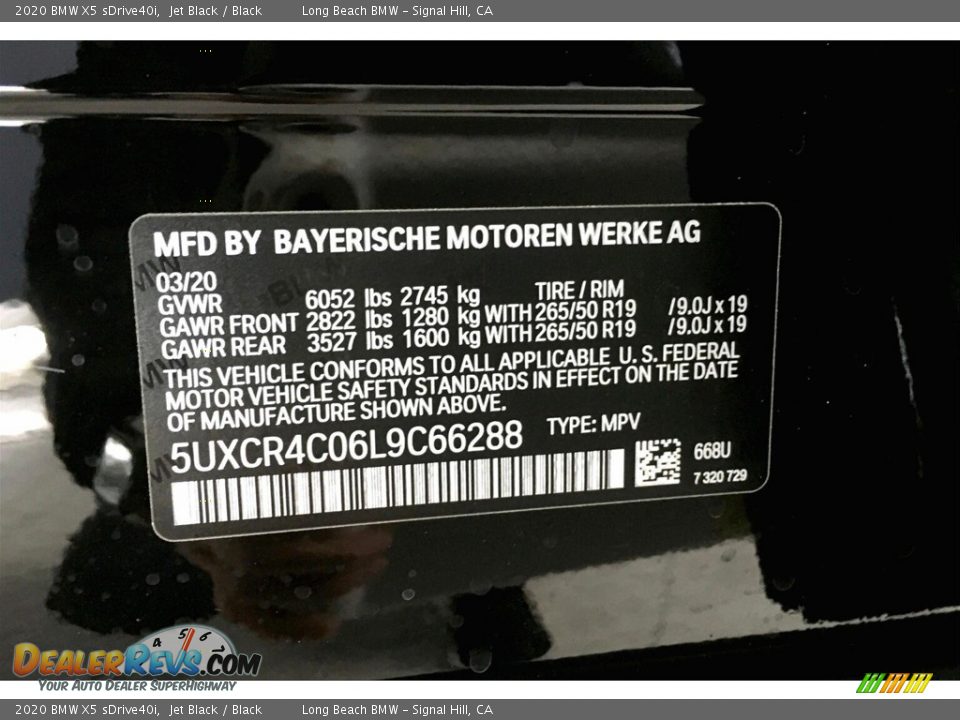 2020 BMW X5 sDrive40i, Jet Black / Black Long Beach BMW - Signal Hill, CA
MFD BY BAYERISCHE MOTOREN WERKE AG
03/20
GVWR 6052 lbs 2745 kg TIRE / RIM
GAWR FRONT 2822 lbs 1280 kg WITH 265/50 R19 /9.0J x 19
GAWR REAR 3527 lbs 1600 kg WITH 265/50 R19 /9.0J x 19
THIS VEHICLE CONFORMS TO ALL APPLICABLE U. S. FEDERAL
MOTOR VEHICLE SAFETY STANDARDS IN EFFECT ON THE DATE
OF MANUFACTURE SHOWN ABOVE.
5UXCR4C06L9C66288 TYPE: MPV
668U
7 320 729
4 5 6
DEALERREVS.COM
YOUR AUTO DEALER SUPERHIGHWAY
2020 BMW X5 sDrive40i, Jet Black / Black Long Beach BMW - Signal Hill, CA